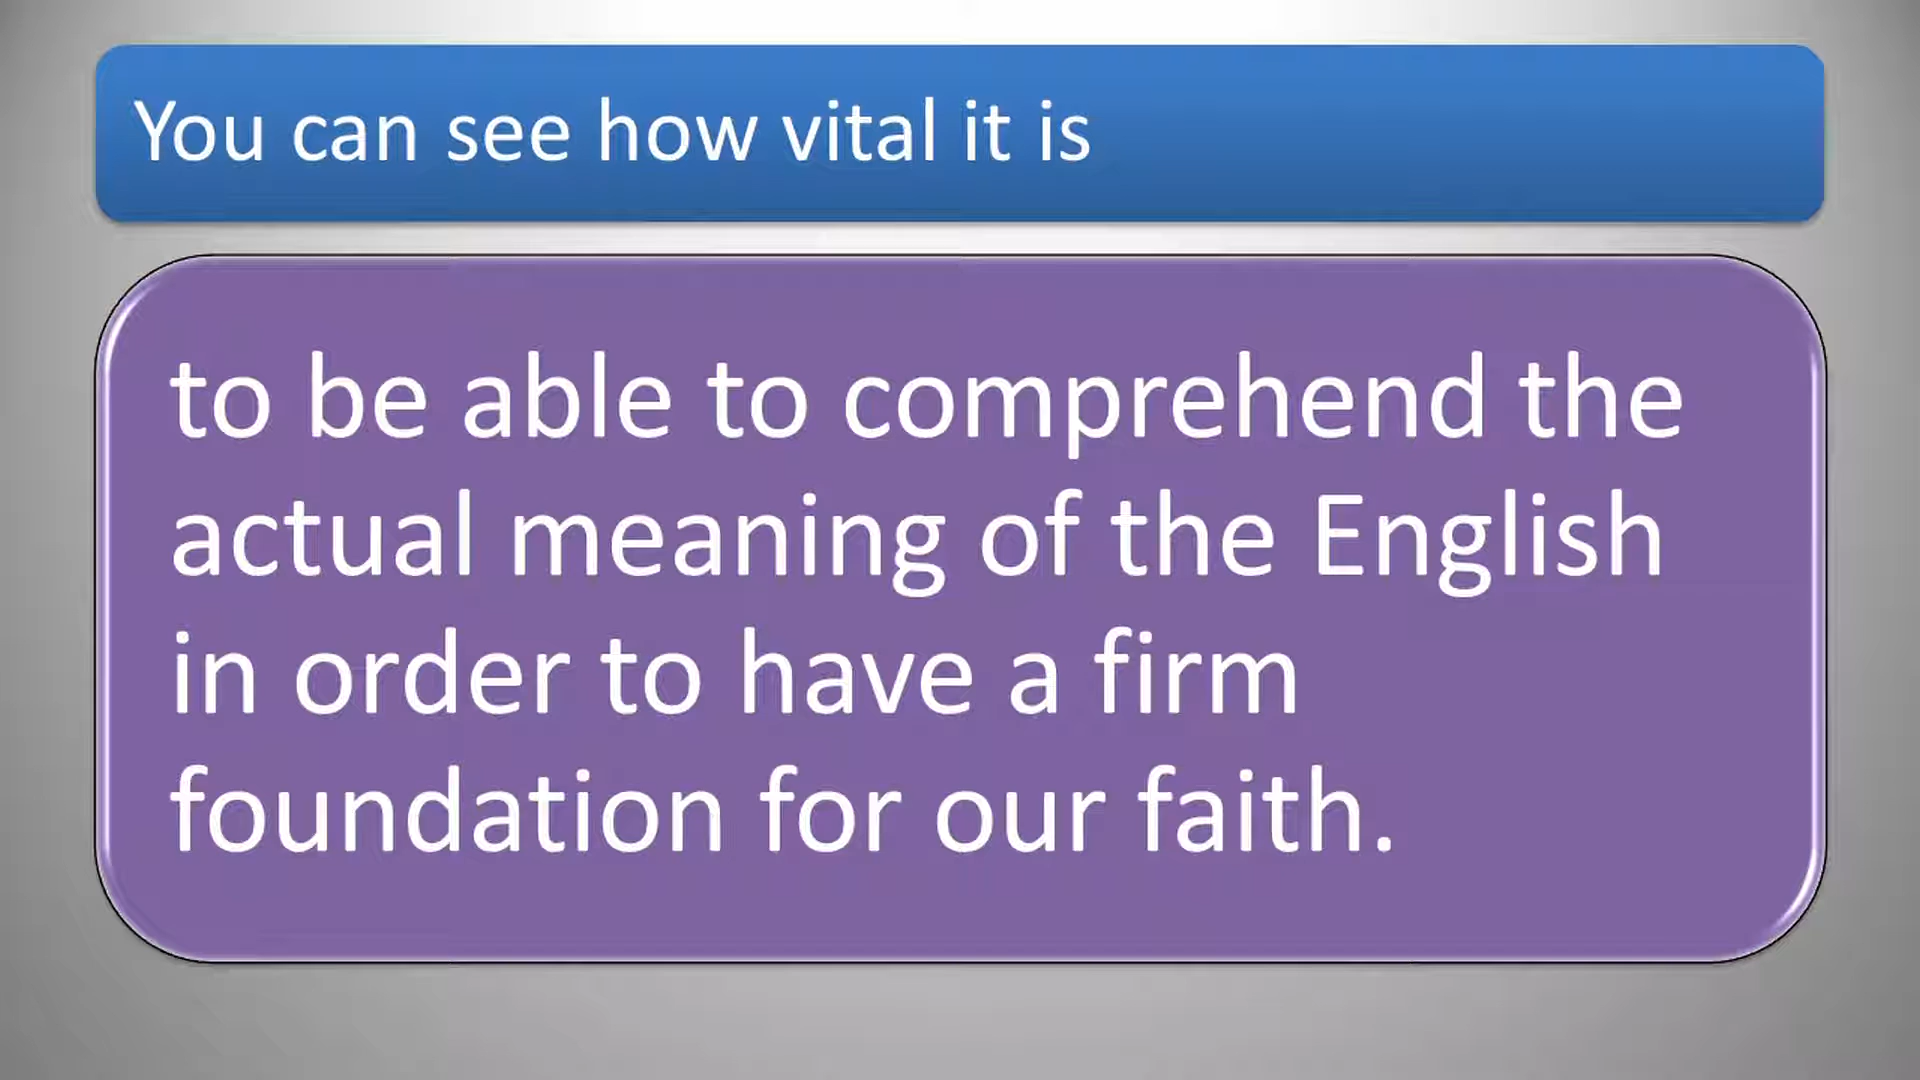 You can see how vital it is
to be able to comprehend the
actual meaning of the English
in order to have a firm
foundation for our faith.